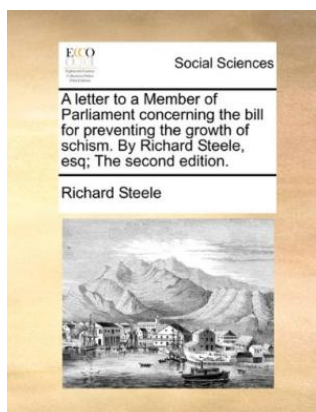 ECCO
Social Sciences
A letter to a Member of
Parliament concerning the bill
for preventing the growth of
schism. By Richard Steele,
esq; The second edition.
Richard Steele